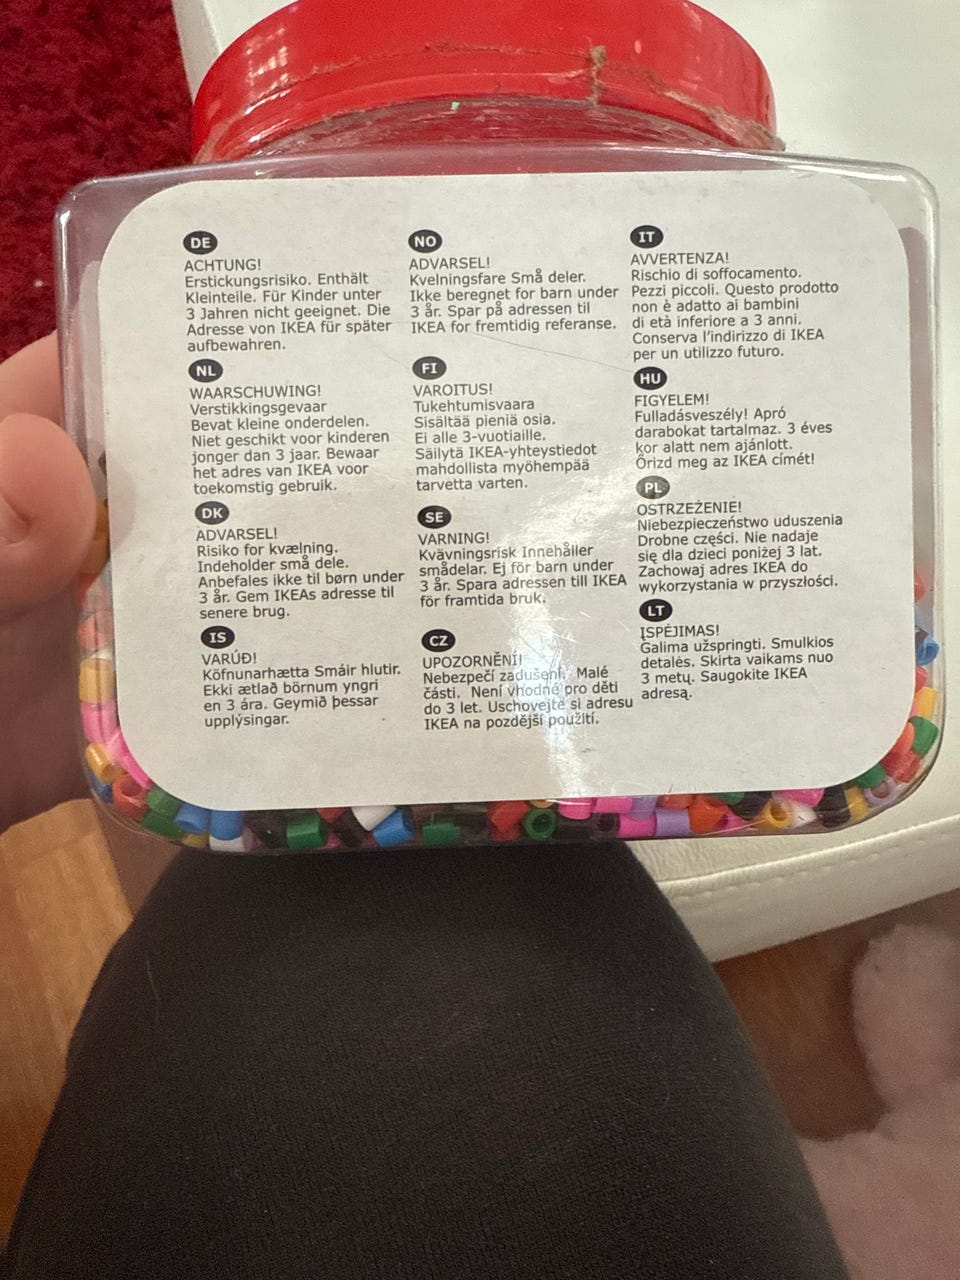 DE
ACHTUNG!
Erstickungsrisiko. Enthält
Kleinteile. Für Kinder unter
3 Jahren nicht geeignet. Die
Adresse von IKEA für später
aufbewahren.
NL
WAARSCHUWING!
Verstikkingsgevaar
Bevat kleine onderdelen.
Niet geschikt voor kinderen
jonger dan 3 jaar. Bewaar
het adres van IKEA voor
toekomstig gebruik.
DK
ADVARSEL!
Risiko for kvælning.
Indeholder små dele.
Anbefales ikke til børn under
3 år. Gem IKEAs adresse til
senere brug.
IS
VARÚÐ!
Köfnunarhætta Smáir hlutir.
Ekki ætlað börnum yngri
en 3 ára. Geymið þessar
upplýsingar.
NO
ADVARSEL!
Kvelningsfare Små deler.
Ikke beregnet for barn under
3 år. Spar på adressen til
IKEA for fremtidig referanse.
FI
VAROITUS!
Tukehtumisvaara
Sisältää pieniä osia.
Ei alle 3-vuotiaille.
Säilytä IKEA-yhteystiedot
mahdollista myöhempää
tarvetta varten.
SE
VARNING!
Kvävningsrisk Innehåller
smådelar. Ej för barn under
3 år. Spara adressen till IKEA
för framtida bruk.
CZ
UPOZORNĚNÍ!
Nebezpečí zadušení. Malé
části. Není vhodné pro děti
do 3 let. Uschovejte si adresu
IKEA na pozdější použití.
IT
AVVERTENZA!
Rischio di soffocamento.
Pezzi piccoli. Questo prodotto
non è adatto ai bambini
di età inferiore a 3 anni.
Conserva l'indirizzo di IKEA
per un utilizzo futuro.
HU
FIGYELEM!
Fulladásveszély! Apró
darabokat tartalmaz. 3 éves
kor alatt nem ajánlott.
Őrizd meg az IKEA címét!
PL
OSTRZEŻENIE!
Niebezpieczeństwo uduszenia
Drobne części. Nie nadaje
się dla dzieci poniżej 3 lat.
Zachowaj adres IKEA do
wykorzystania w przyszłości.
LT
ĮSPĖJIMAS!
Galima užspringti. Smulkios
detalės. Skirta vaikams nuo
3 metų. Saugokite IKEA
adresą.